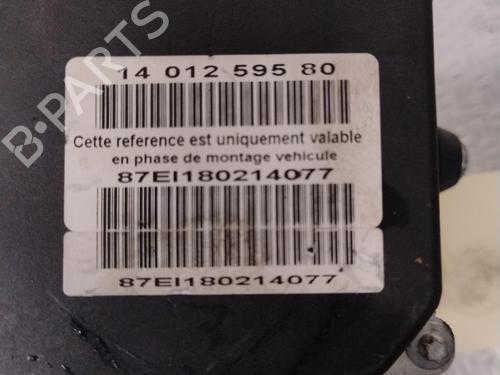 14 012 595 80
Cette reference est uniquement valable
en phase de montage vehicule
87EI180214077
87EI180214077
B-PARTS